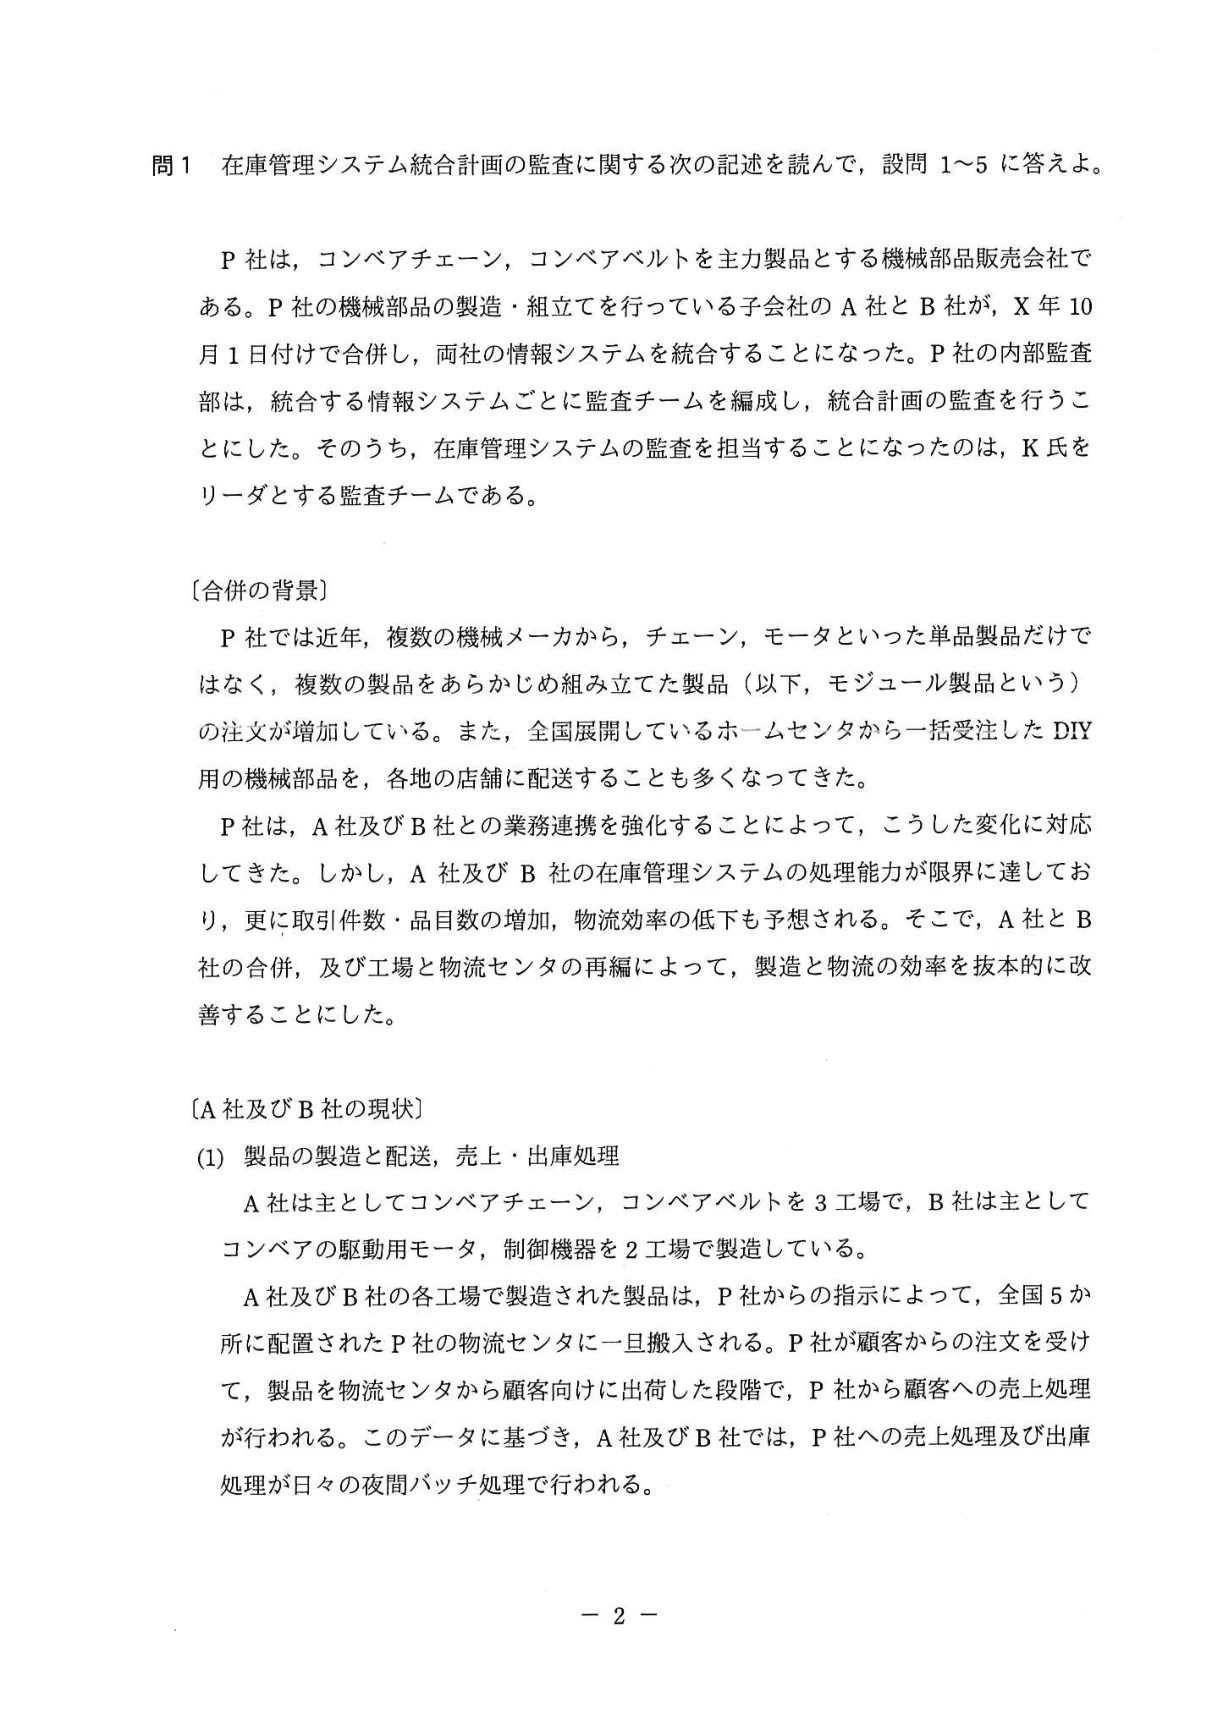 問1 在庫管理システム統合計画の監査に関する次の記述を読んで，設問 1～5 に答えよ。
P 社は，コンベアチェーン，コンベアベルトを主力製品とする機械部品販売会社で
ある。P 社の機械部品の製造・組立てを行っている子会社の A 社と B 社が，X 年 10
月 1 日付けで合併し，両社の情報システムを統合することになった。P 社の内部監査
部は，統合する情報システムごとに監査チームを編成し，統合計画の監査を行うこ
とにした。そのうち，在庫管理システムの監査を担当することになったのは，K 氏を
リーダとする監査チームである。
〔合併の背景〕
P 社では近年，複数の機械メーカから，チェーン，モータといった単品製品だけで
はなく，複数の製品をあらかじめ組み立てた製品（以下，モジュール製品という）
の注文が増加している。また，全国展開しているホームセンタから一括受注した DIY
用の機械部品を，各地の店舗に配送することも多くなってきた。
P 社は，A 社及び B 社との業務連携を強化することによって，こうした変化に対応
してきた。しかし，A 社及び B 社の在庫管理システムの処理能力が限界に達してお
り，更に取引件数・品目数の増加，物流効率の低下も予想される。そこで，A 社と B
社の合併，及び工場と物流センタの再編によって，製造と物流の効率を抜本的に改
善することにした。
〔A 社及び B 社の現状〕
(1) 製品の製造と配送，売上・出庫処理
A 社は主としてコンベアチェーン，コンベアベルトを 3 工場で，B 社は主として
コンベアの駆動用モータ，制御機器を 2 工場で製造している。
A 社及び B 社の各工場で製造された製品は，P 社からの指示によって，全国 5 か
所に配置された P 社の物流センタに一旦搬入される。P 社が顧客からの注文を受け
て，製品を物流センタから顧客向けに出荷した段階で，P 社から顧客への売上処理
が行われる。このデータに基づき，A 社及び B 社では，P 社への売上処理及び出庫
処理が日々の夜間バッチ処理で行われる。
－ 2 －